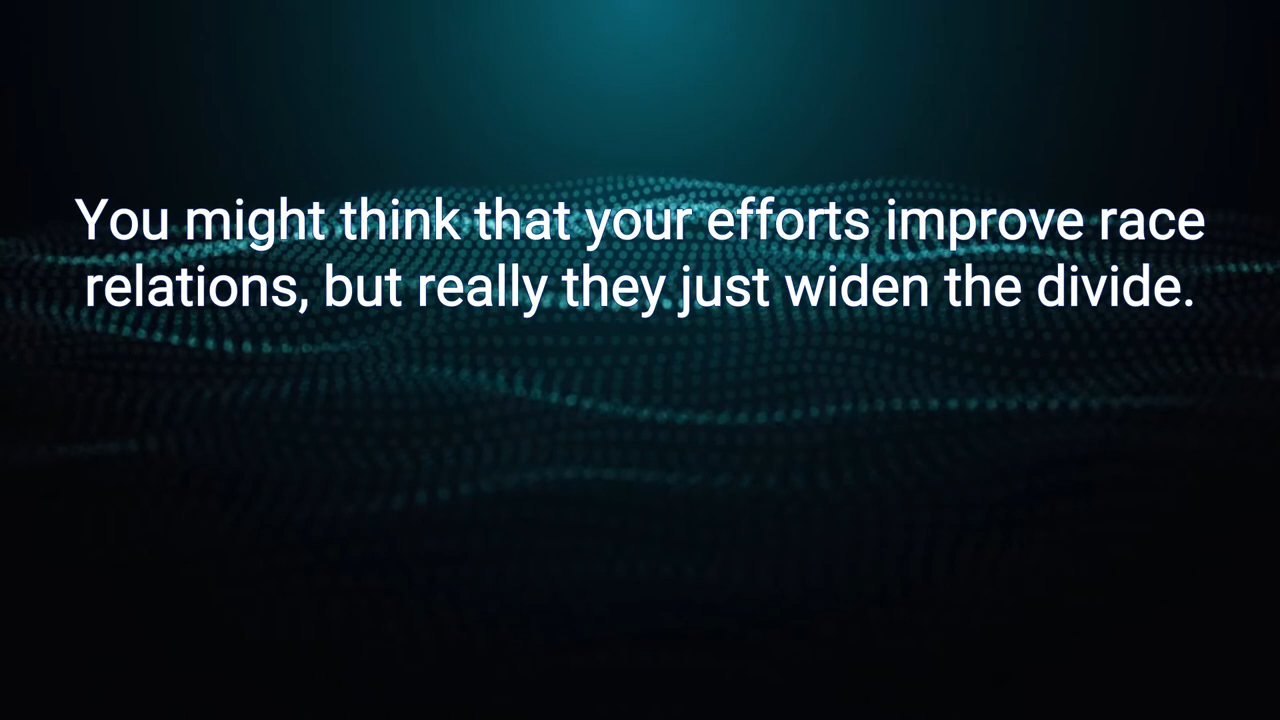 You might think that your efforts improve race
relations, but really they just widen the divide.